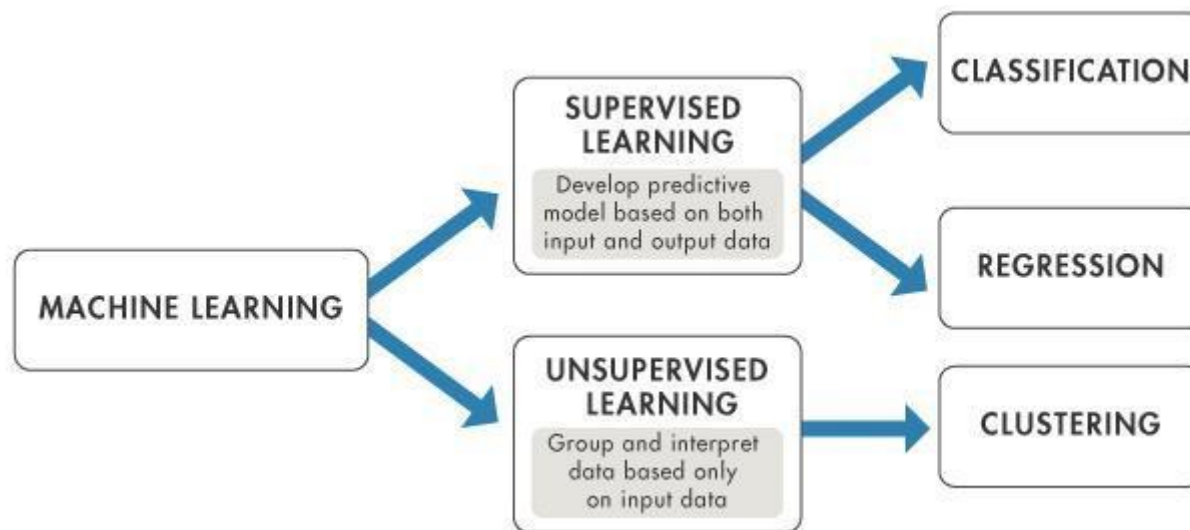 MACHINE LEARNING
SUPERVISED
LEARNING
Develop predictive
model based on both
input and output data
UNSUPERVISED
LEARNING
Group and interpret
data based only
on input data
CLASSIFICATION
REGRESSION
CLUSTERING